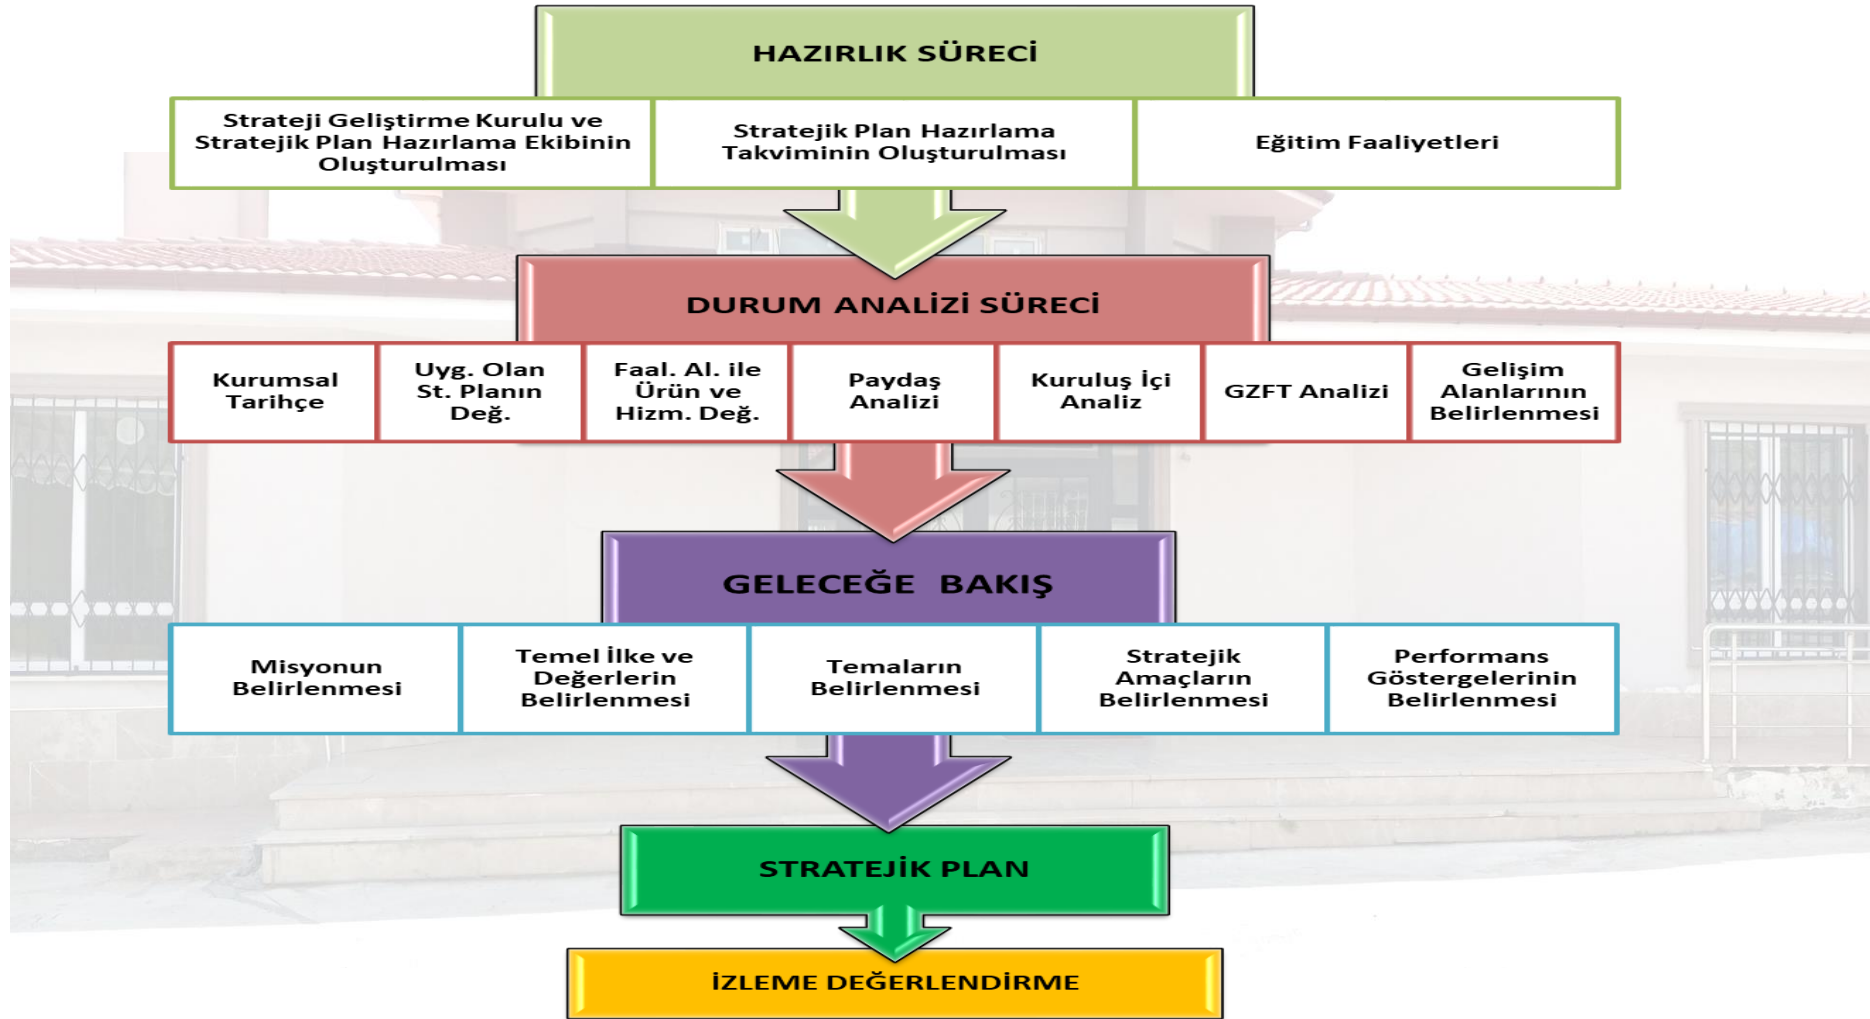 HAZIRLIK SÜRECİ
Strateji Geliştirme Kurulu ve
Stratejik Plan Hazırlama Ekibinin
Oluşturulması
Stratejik Plan Hazırlama
Takviminin Oluşturulması
Eğitim Faaliyetleri
DURUM ANALİZİ SÜRECİ
Kurumsal
Tarihçe
Uyg. Olan
St. Planın
Değ.
Faal. Al. ile
Ürün ve
Hizm. Değ.
Paydaş
Analizi
Kuruluş İçi
Analiz
GZFT Analizi
Gelişim
Alanlarının
Belirlenmesi
GELECEĞE BAKIŞ
Misyonun
Belirlenmesi
Temel İlke ve
Değerlerin
Belirlenmesi
Temaların
Belirlenmesi
Stratejik
Amaçların
Belirlenmesi
Performans
Göstergelerinin
Belirlenmesi
STRATEJİK PLAN
İZLEME DEĞERLENDİRME